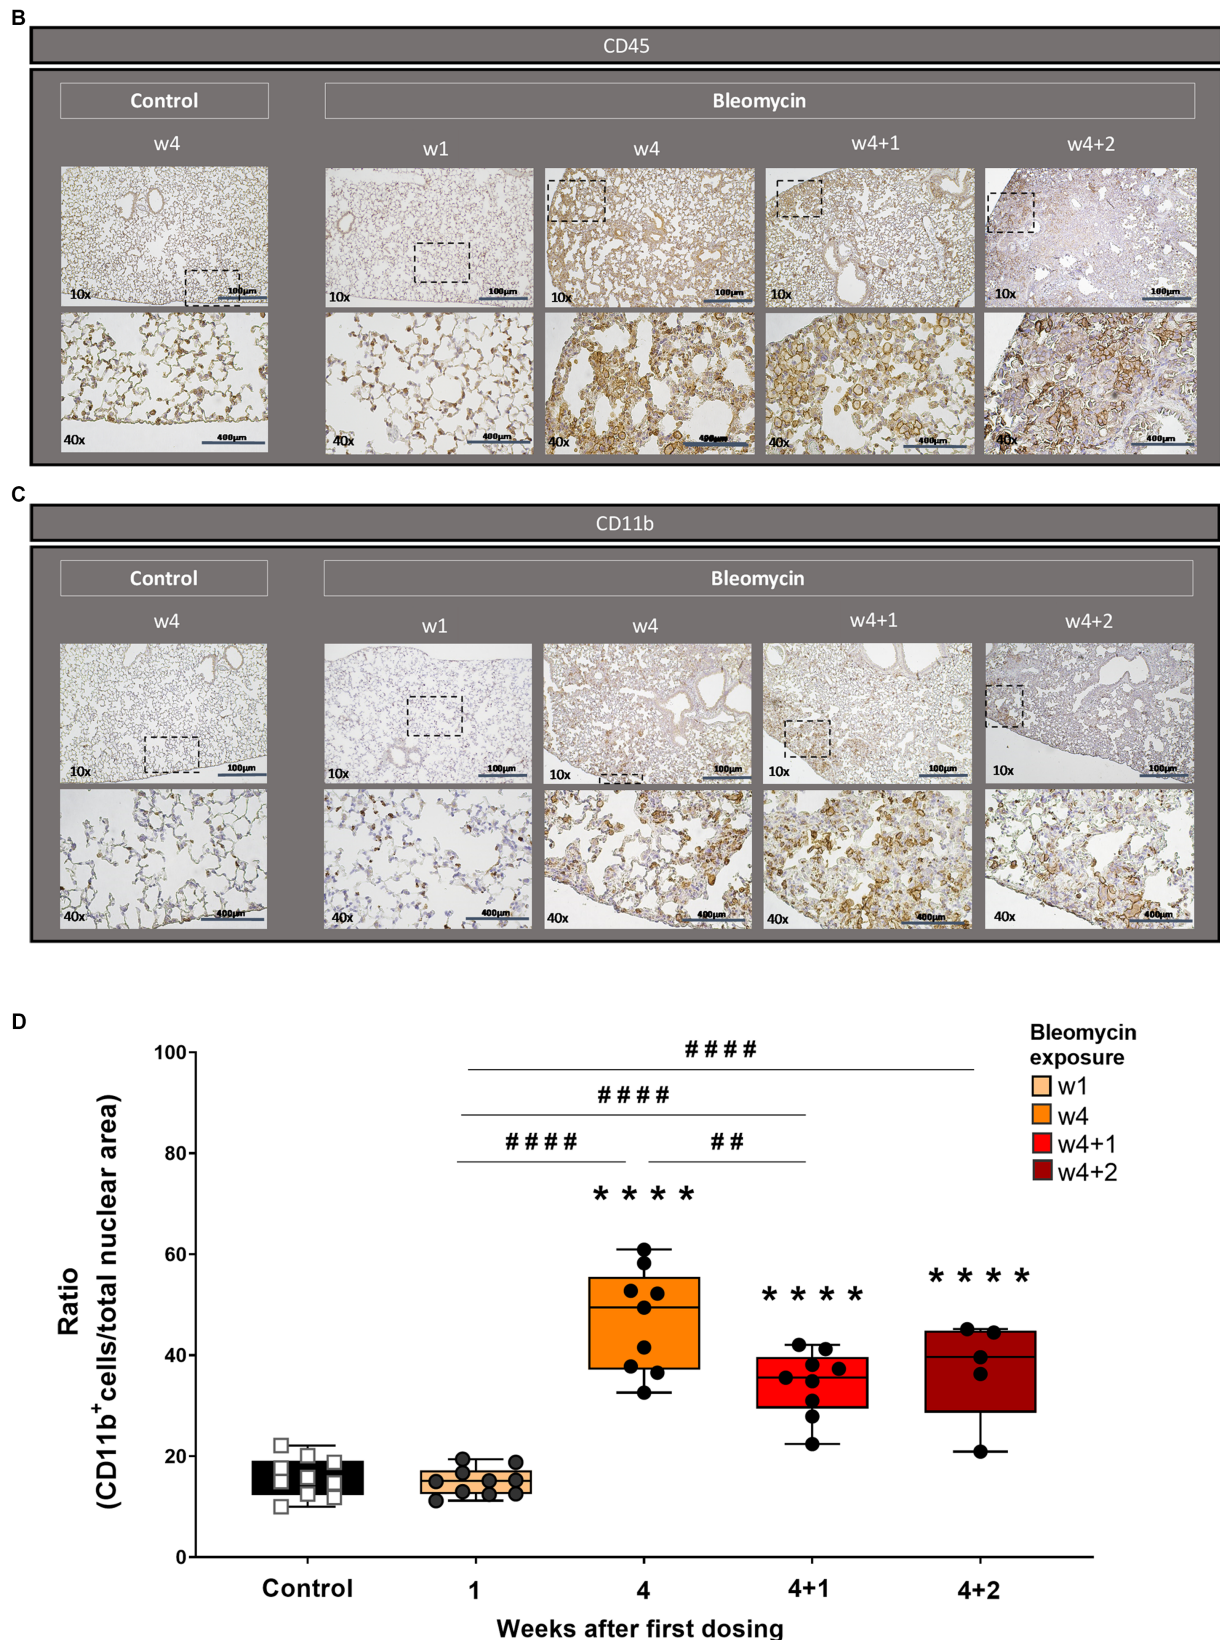 B
CD45
Control
Bleomycin
w4
w1
w4
w4+1
w4+2
10x
100µm
10x
100µm
10x
100µm
10x
100µm
10x
100µm
40x
400µm
40x
400µm
40x
400µm
40x
400µm
40x
400µm
C
CD11b
Control
Bleomycin
w4
w1
w4
w4+1
w4+2
10x
100µm
10x
100µm
10x
100µm
10x
100µm
10x
100µm
40x
400µm
40x
400µm
40x
400µm
40x
400µm
40x
400µm
D
Bleomycin
exposure
w1
w4
w4+1
w4+2
####
####
####
##
****
****
****
100
80
60
40
20
0
Ratio
(CD11b+ cells/total nuclear area)
Control
1
4
4+1
4+2
Weeks after first dosing